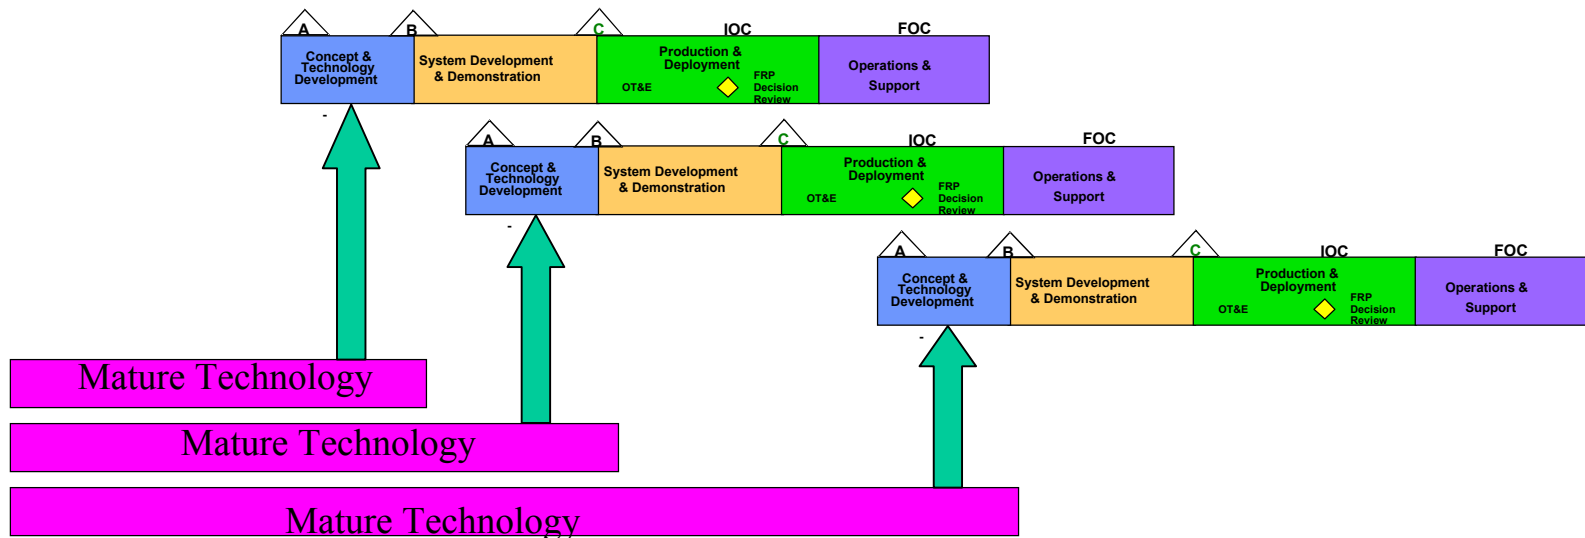 A
B
C
IOC
FOC
Concept &
Technology
Development
System Development
& Demonstration
Production &
Deployment
OT&E
FRP
Decision
Review
Operations &
Support
-
A
B
C
IOC
FOC
Concept &
Technology
Development
System Development
& Demonstration
Production &
Deployment
OT&E
FRP
Decision
Review
Operations &
Support
-
A
B
C
IOC
FOC
Concept &
Technology
Development
System Development
& Demonstration
Production &
Deployment
OT&E
FRP
Decision
Review
Operations &
Support
-
Mature Technology
Mature Technology
Mature Technology